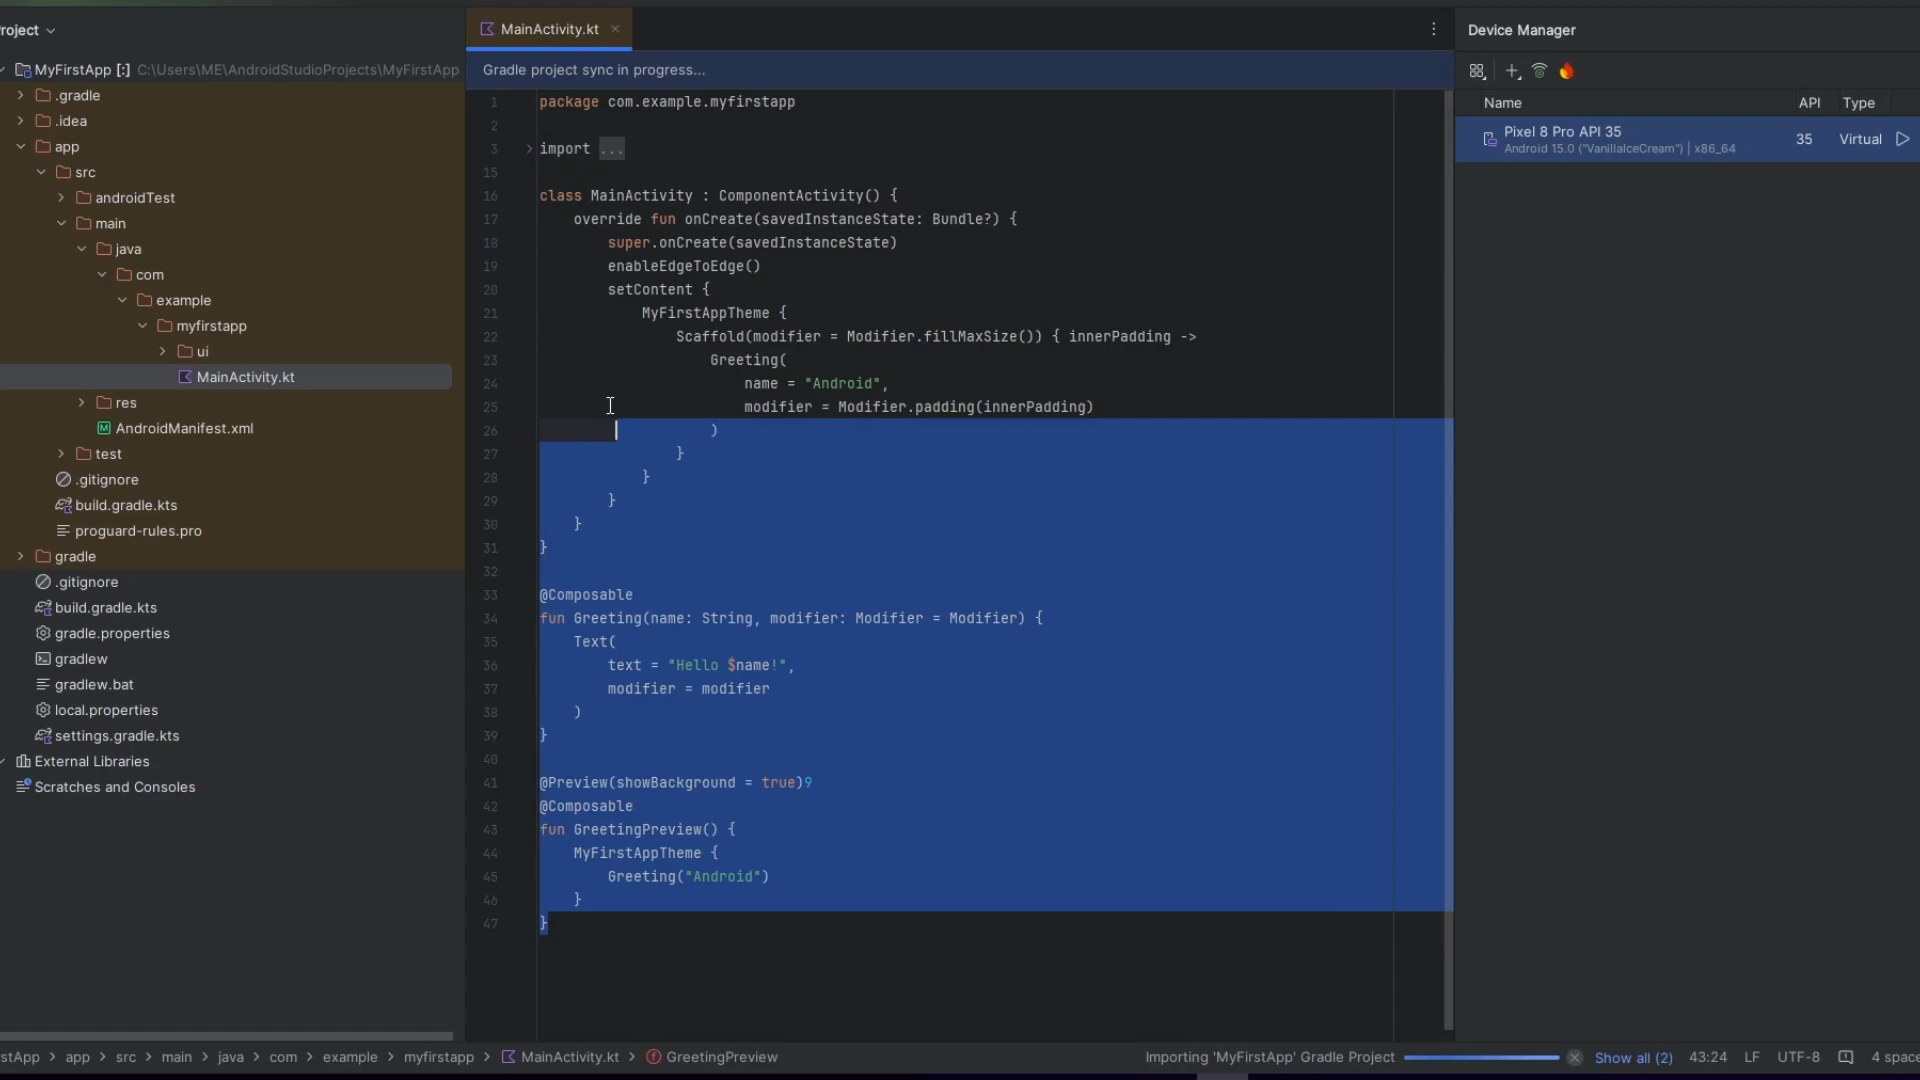 roject
MyFirstApp [:] C:\Users\ME\AndroidStudioProjects\MyFirstApp
.gradle
.idea
app
src
androidTest
main
java
com
example
myfirstapp
ui
MainActivity.kt
res
AndroidManifest.xml
test
.gitignore
build.gradle.kts
proguard-rules.pro
gradle
.gitignore
build.gradle.kts
gradle.properties
gradlew
gradlew.bat
local.properties
settings.gradle.kts
External Libraries
Scratches and Consoles
MainActivity.kt
Gradle project sync in progress...
1 package com.example.myfirstapp
2
3 import ...
15
16 class MainActivity : ComponentActivity() {
17 override fun onCreate(savedInstanceState: Bundle?) {
18 super.onCreate(savedInstanceState)
19 enableEdgeToEdge()
20 setContent {
21 MyFirstAppTheme {
22 Scaffold(modifier = Modifier.fillMaxSize()) { innerPadding ->
23 Greeting(
24 name = "Android",
25 modifier = Modifier.padding(innerPadding)
26 )
27 }
28 }
29 }
30 }
31 }
32
33 @Composable
34 fun Greeting(name: String, modifier: Modifier = Modifier) {
35 Text(
36 text = "Hello $name!",
37 modifier = modifier
38 )
39 }
40
41 @Preview(showBackground = true)9
42 @Composable
43 fun GreetingPreview() {
44 MyFirstAppTheme {
45 Greeting("Android")
46 }
47 }
Device Manager
Name API Type
Pixel 8 Pro API 35 35 Virtual
Android 15.0 ("VanillaIceCream") | x86_64
stApp > app > src > main > java > com > example > myfirstapp > MainActivity.kt > GreetingPreview
Importing 'MyFirstApp' Gradle Project Show all (2) 43:24 LF UTF-8 4 space